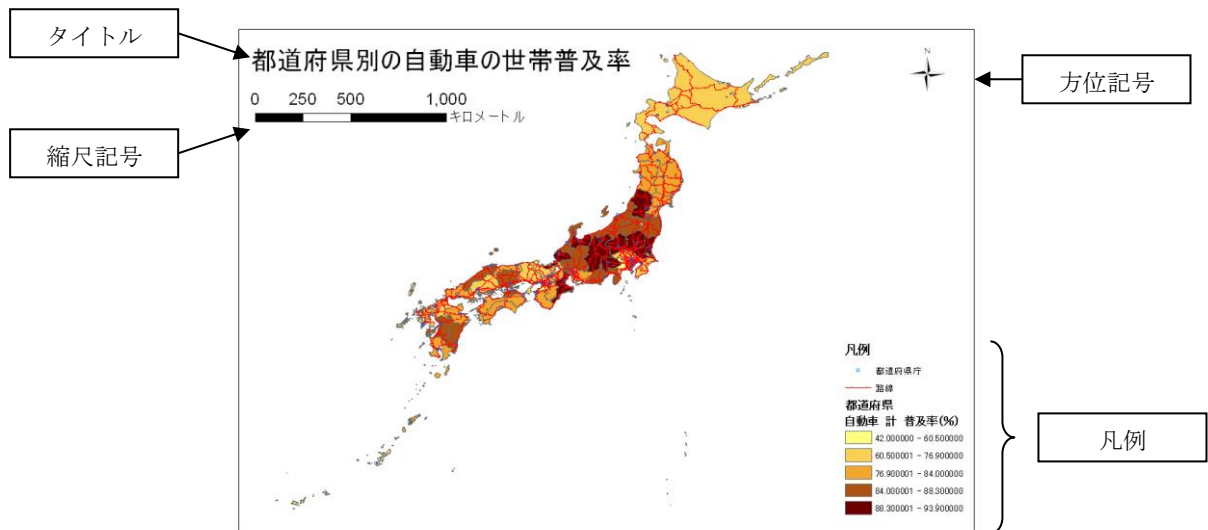 タイトル
都道府県別の自動車の世帯普及率
N
方位記号
0 250 500 1,000
キロメートル
縮尺記号
凡例
都道府県庁
路線
都道府県
自動車 計 普及率(%)
42.000000 - 60.500000
60.500001 - 76.900000
76.900001 - 84.000000
84.000001 - 88.300000
88.300001 - 93.900000
凡例